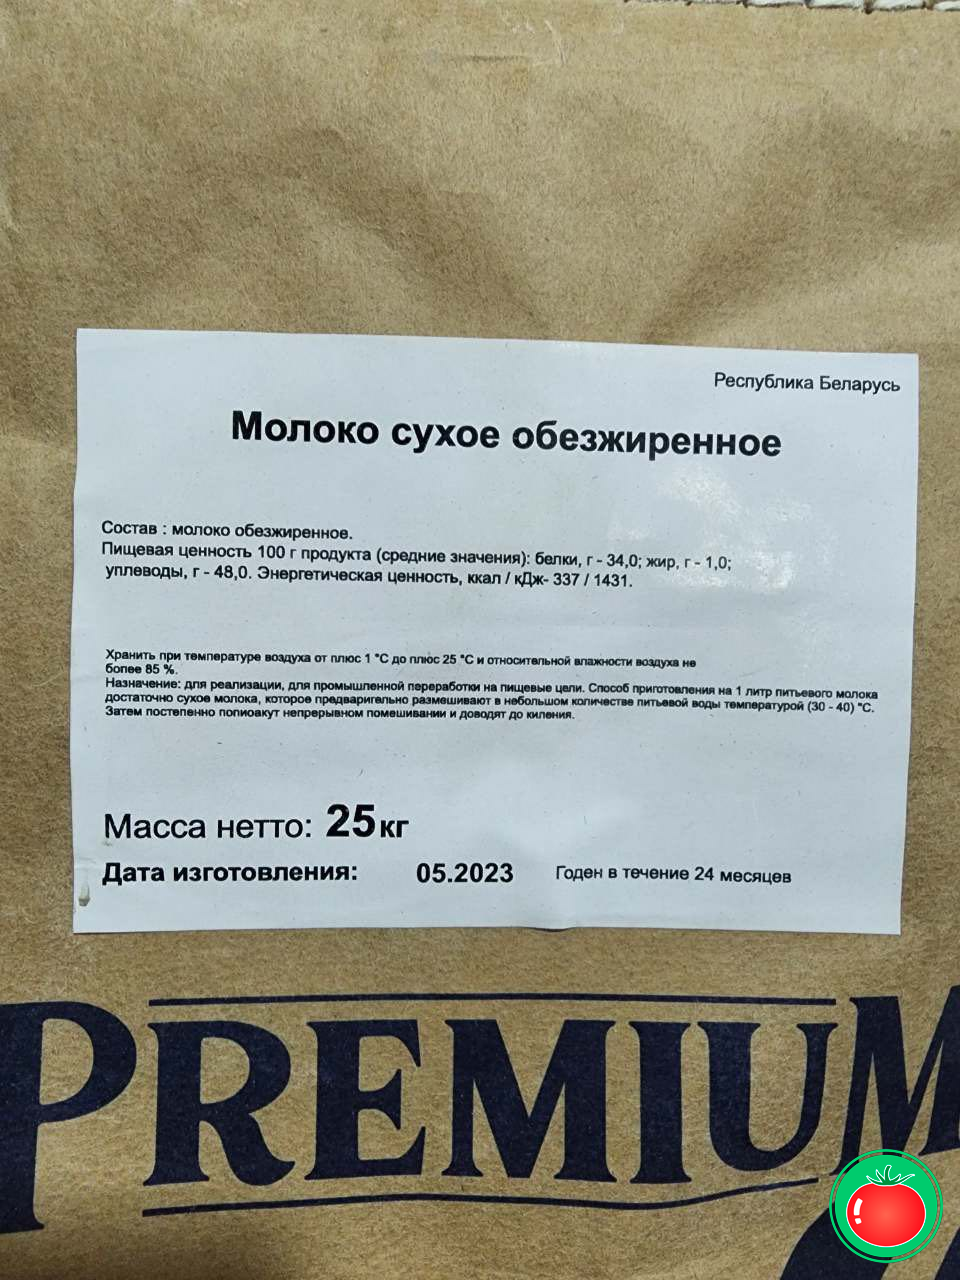 Республика Беларусь
Молоко сухое обезжиренное
Состав : молоко обезжиренное.
Пищевая ценность 100 г продукта (средние значения): белки, г - 34,0; жир, г - 1,0;
уплеводы, г - 48,0. Энергетическая ценность, ккал / кДж- 337 / 1431.
Хранить при температуре воздуха от плюс 1 °С до плюс 25 °С и относительной влажности воздуха не
более 85 %.
Назначение: для реализации, для промышленной переработки на пищевые цели. Способ приготовления на 1 литр питьевого молока
достаточно сухое молока, которое предварительно размешивают в небольшом количестве питьевой воды температурой (30 - 40) °С.
Затем постепенно попиоакут непрерывном помешивании и доводят до киления.
Масса нетто: 25 кг
Дата изготовления: 05.2023 Годен в течение 24 месяцев
PREMIUM